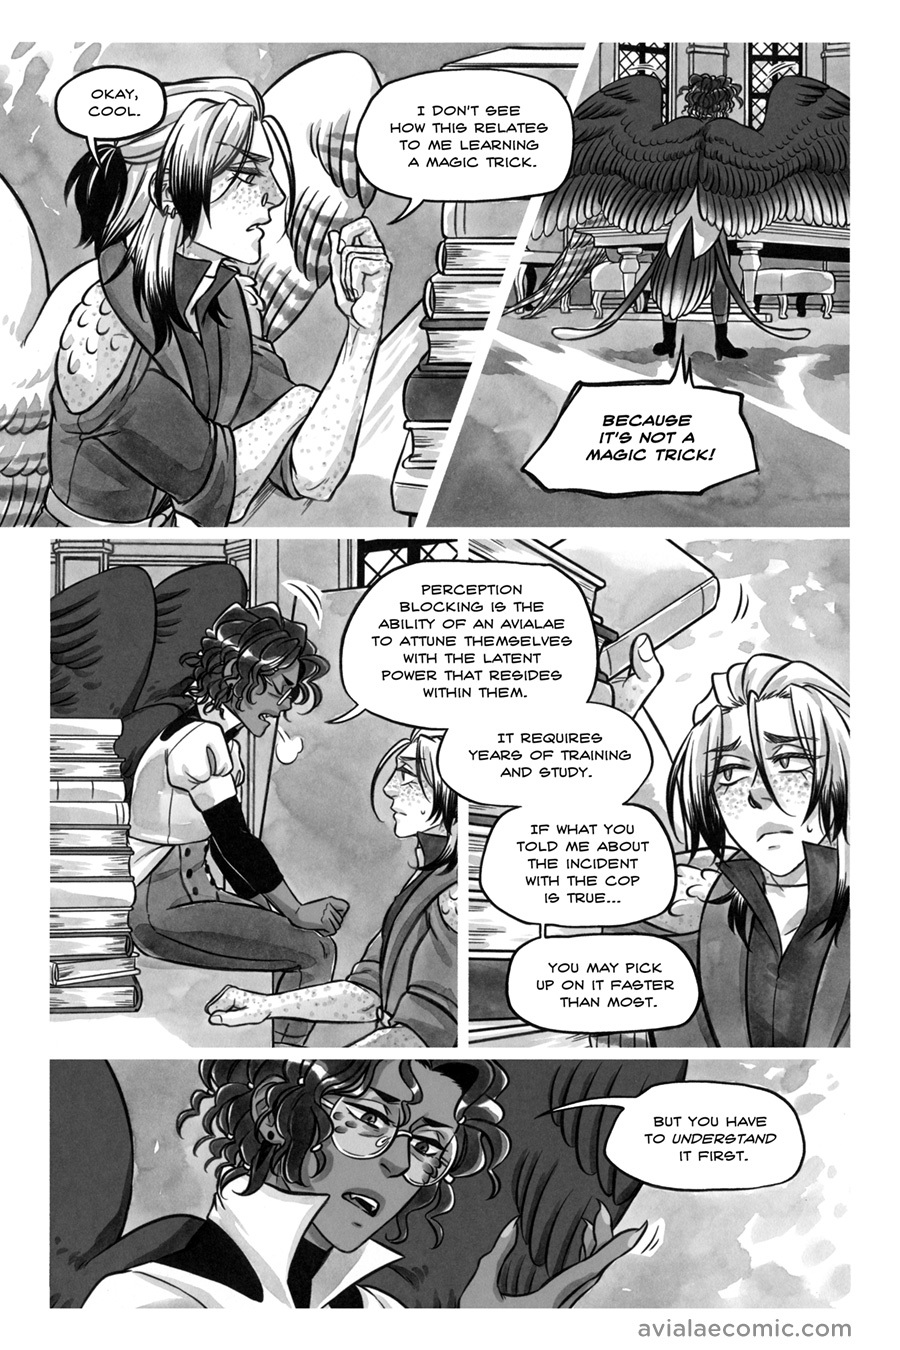 OKAY,
COOL.
I DON'T SEE
HOW THIS RELATES
TO ME LEARNING
A MAGIC TRICK.
BECAUSE
IT'S NOT A
MAGIC TRICK!
PERCEPTION
BLOCKING IS THE
ABILITY OF AN AVIALAE
TO ATTUNE THEMSELVES
WITH THE LATENT
POWER THAT RESIDES
WITHIN THEM.
IT REQUIRES
YEARS OF TRAINING
AND STUDY.
IF WHAT YOU
TOLD ME ABOUT
THE INCIDENT
WITH THE COP
IS TRUE...
YOU MAY PICK
UP ON IT FASTER
THAN MOST.
BUT YOU HAVE
TO UNDERSTAND
IT FIRST.
avialaecomic.com